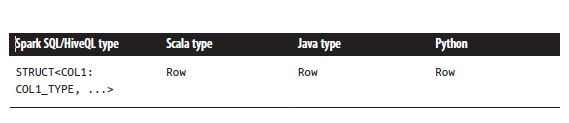 Spark SQL/HiveQL type Scala type Java type Python
STRUCT<COL1: Row Row Row
COL1_TYPE, ...>